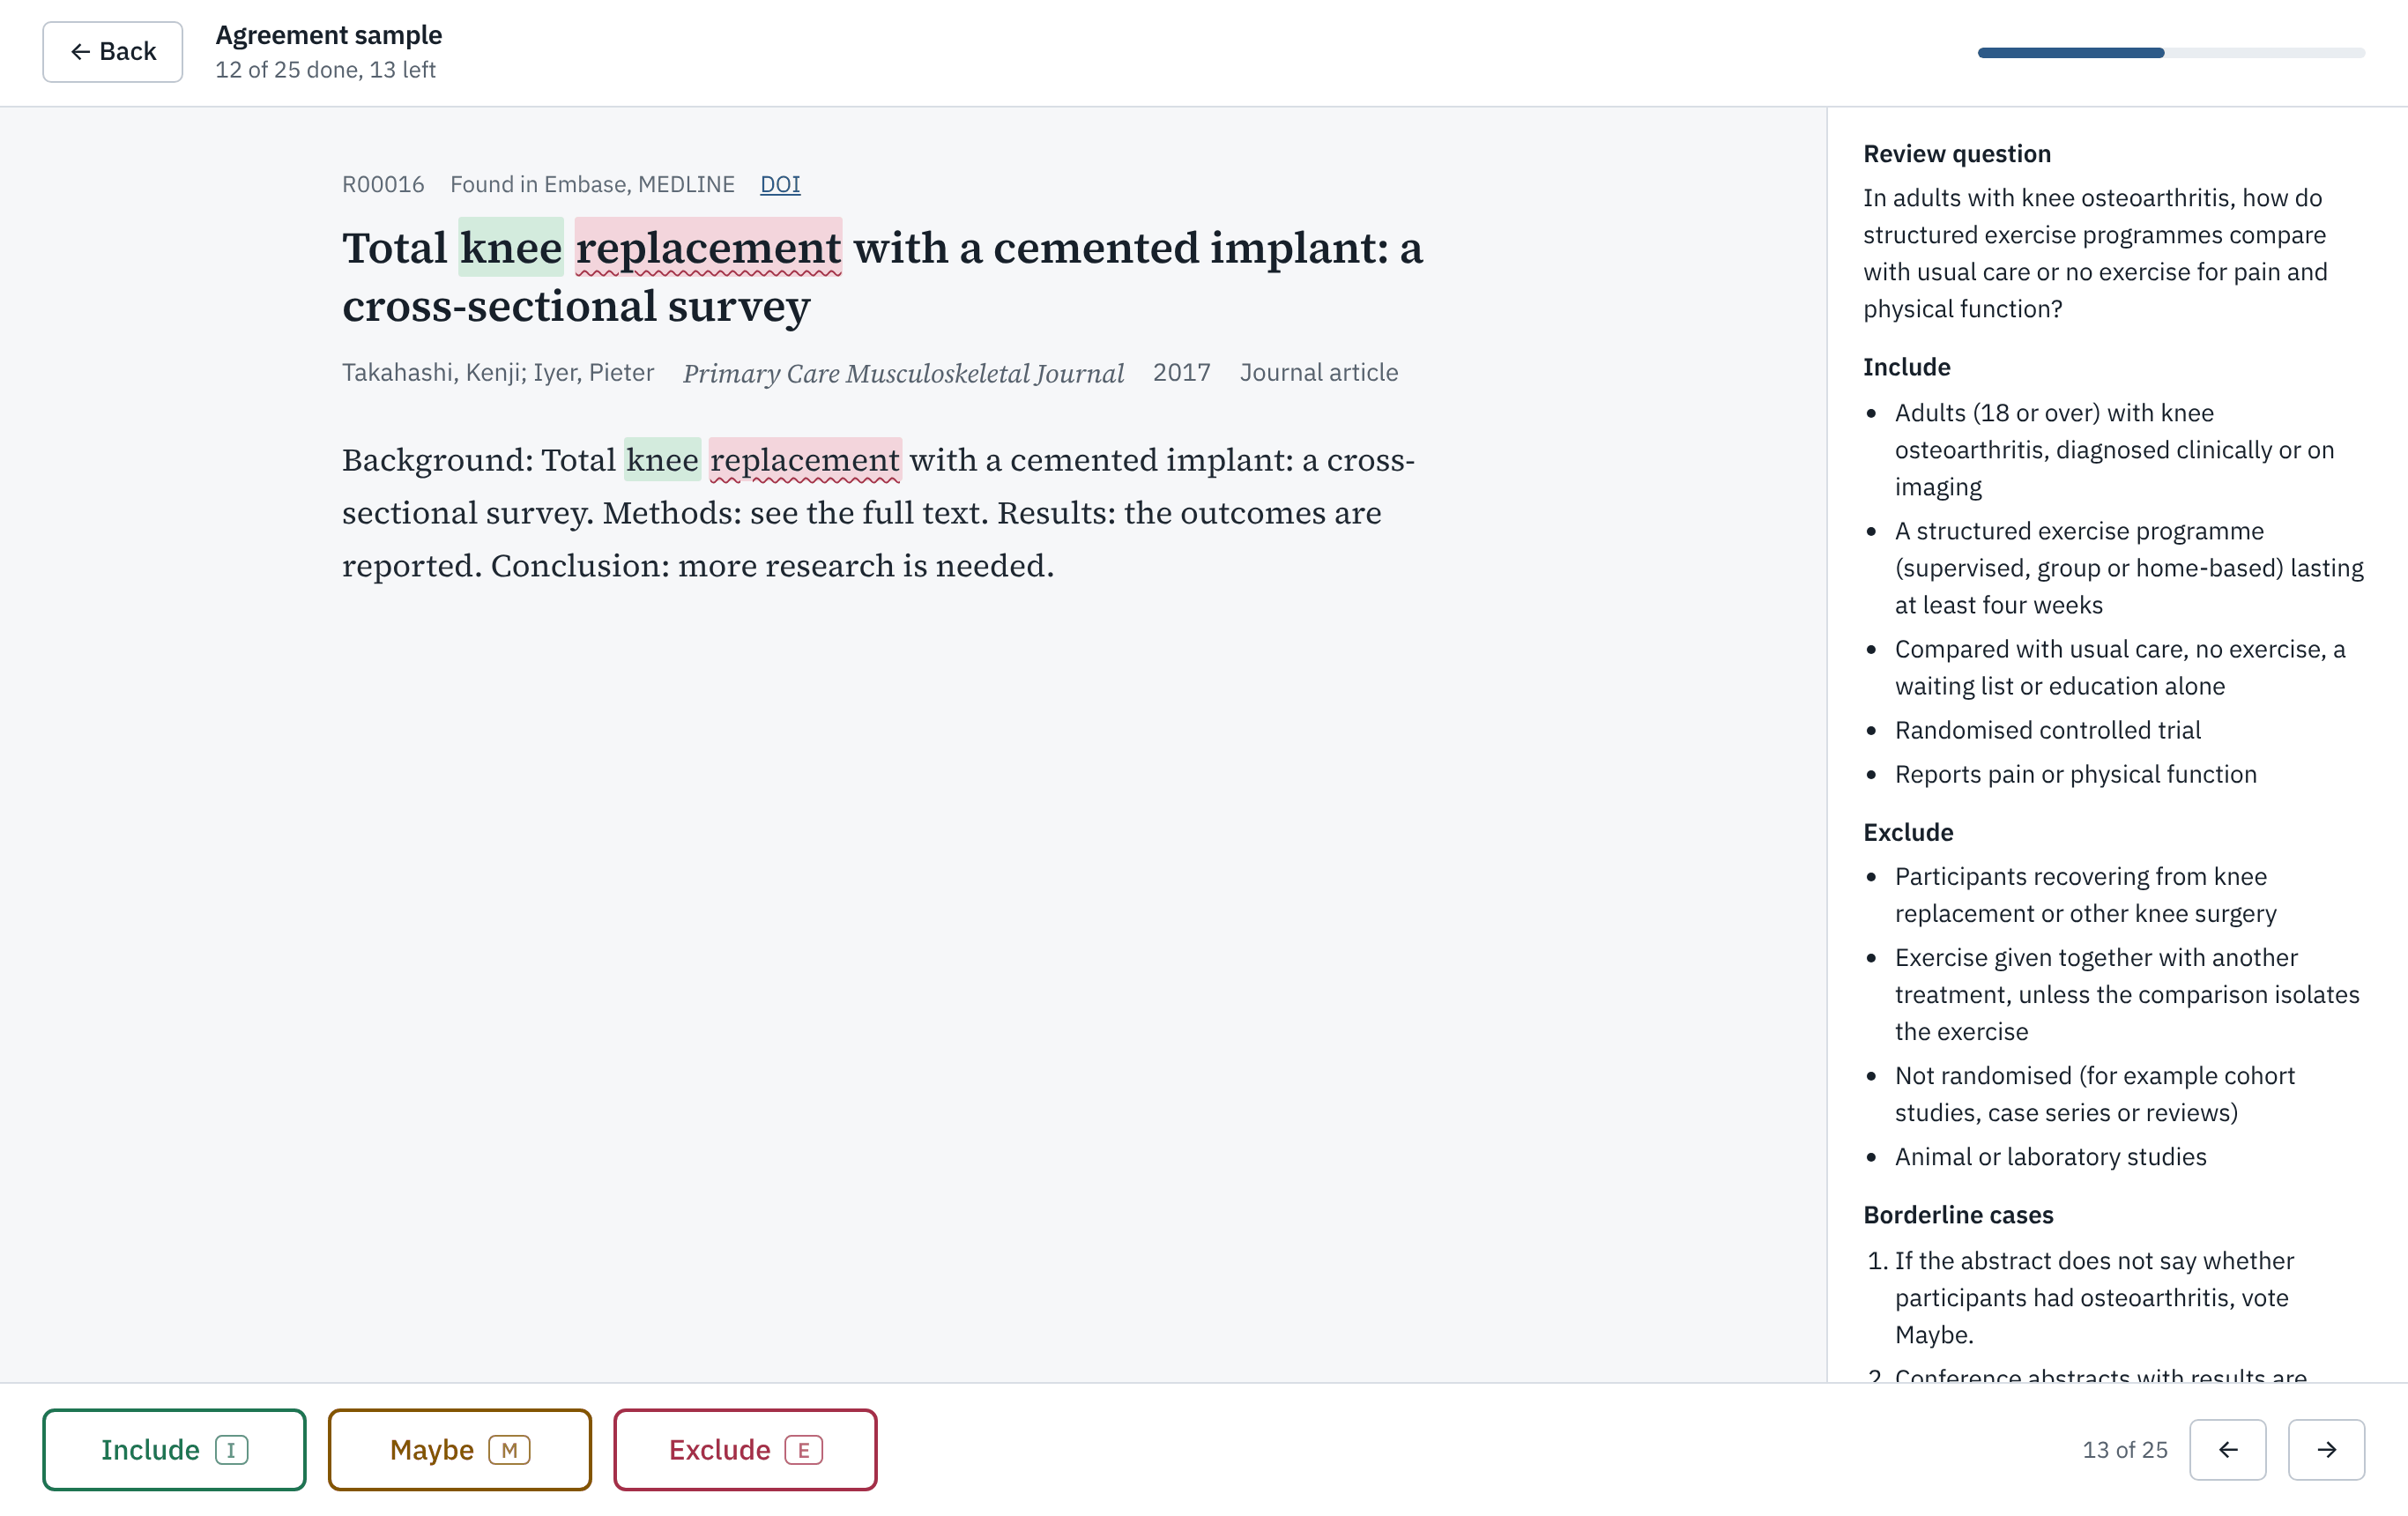 ← Back
Agreement sample
12 of 25 done, 13 left
R00016 Found in Embase, MEDLINE DOI
Total knee replacement with a cemented implant: a
cross-sectional survey
Takahashi, Kenji; Iyer, Pieter Primary Care Musculoskeletal Journal 2017 Journal article
Background: Total knee replacement with a cemented implant: a cross-
sectional survey. Methods: see the full text. Results: the outcomes are
reported. Conclusion: more research is needed.
Review question
In adults with knee osteoarthritis, how do
structured exercise programmes compare
with usual care or no exercise for pain and
physical function?
Include
• Adults (18 or over) with knee
osteoarthritis, diagnosed clinically or on
imaging
• A structured exercise programme
(supervised, group or home-based) lasting
at least four weeks
• Compared with usual care, no exercise, a
waiting list or education alone
• Randomised controlled trial
• Reports pain or physical function
Exclude
• Participants recovering from knee
replacement or other knee surgery
• Exercise given together with another
treatment, unless the comparison isolates
the exercise
• Not randomised (for example cohort
studies, case series or reviews)
• Animal or laboratory studies
Borderline cases
1. If the abstract does not say whether
participants had osteoarthritis, vote
Maybe.
2. Conference abstracts with results are
Include I
Maybe M
Exclude E
13 of 25 ← →